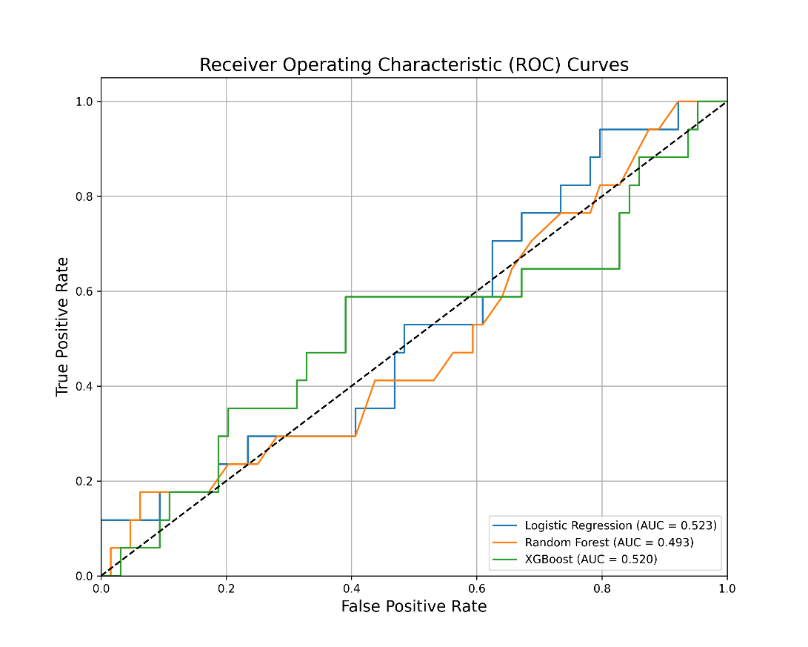 Receiver Operating Characteristic (ROC) Curves
True Positive Rate
1.0
0.8
0.6
0.4
0.2
0.0
0.0 0.2 0.4 0.6 0.8 1.0
False Positive Rate
Logistic Regression (AUC = 0.523)
Random Forest (AUC = 0.493)
XGBoost (AUC = 0.520)